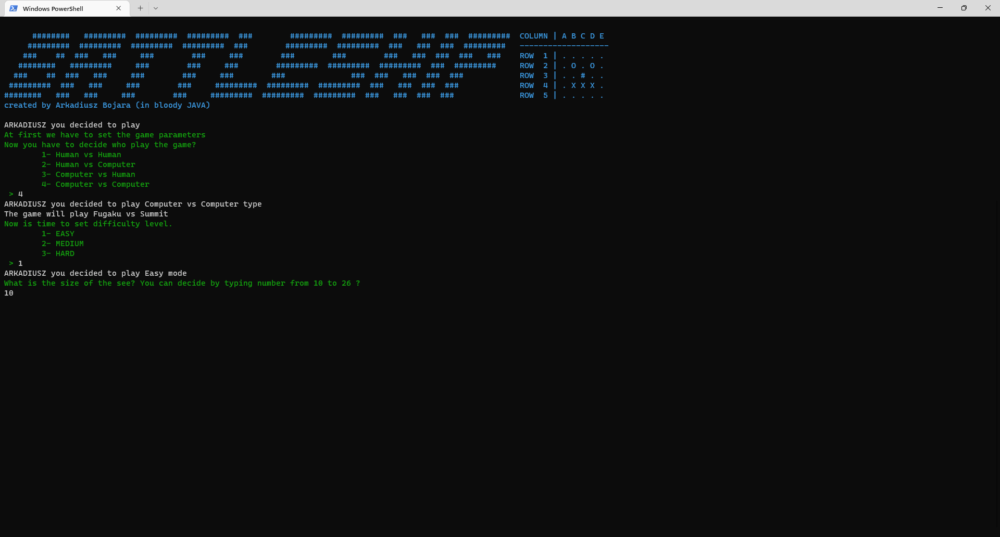 Windows PowerShell
      ########   #########  #########  #########  ###        #########  #########  ###   ###  ###  #########  COLUMN | A B C D E
     #########  #########  #########  #########  ###        #########  #########  ###   ###  ###  #########   -------------------
    ###    ##  ###   ###     ###        ###     ###        ###        ###        ###   ###  ###  ###   ###    ROW  1 | . . . . .
   ########   #########     ###        ###     ###        #########  #########  #########  ###  #########     ROW  2 | . O . O .
  ###    ##  ###   ###     ###        ###     ###        ###              ###  ###   ###  ###  ###            ROW  3 | . . # . .
 #########  ###   ###     ###        ###     #########  #########  #########  ###   ###  ###  ###             ROW  4 | . X X X .
########   ###   ###     ###        ###     #########  #########  #########  ###   ###  ###  ###              ROW  5 | . . . . .
created by Arkadiusz Bojara (in bloody JAVA)
ARKADIUSZ you decided to play
At first we have to set the game parameters
Now you have to decide who play the game?
1- Human vs Human
2- Human vs Computer
3- Computer vs Human
4- Computer vs Computer
> 4
ARKADIUSZ you decided to play Computer vs Computer type
The game will play Fugaku vs Summit
Now is time to set difficulty level.
1- EASY
2- MEDIUM
3- HARD
> 1
ARKADIUSZ you decided to play Easy mode
What is the size of the see? You can decide by typing number from 10 to 26 ?
10